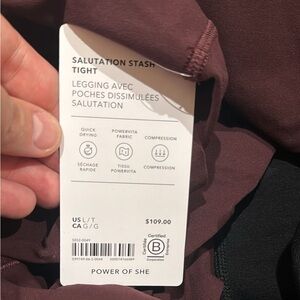 SALUTATION STASH
TIGHT
LEGGING AVEC
POCHES DISSIMULÉES
SALUTATION
QUICK
DRYING
POWERVITA
FABRIC
COMPRESSION
SÉCHAGE
RAPIDE
TISSU
POWERVITA
COMPRESSION
US L/T
CA G/G
$109.00
Certified
B
Corporation
POWER OF SHE